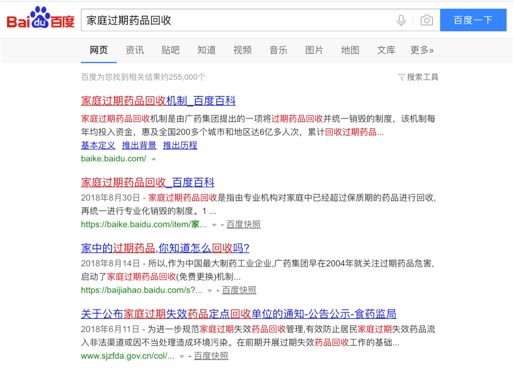 Bai du 百度 家庭过期药品回收 百度一下
网页 资讯 贴吧 知道 视频 音乐 图片 地图 文库 更多»
百度为您找到相关结果约255,000个 搜索工具
家庭过期药品回收机制_百度百科
家庭过期药品回收机制是由广药集团提出的一项将过期药品回收并统一销毁的制度，该机制每
年均投入资金，惠及全国200多个城市和地区达6亿多人次，累计回收过期药品...
基本定义 推出背景 推出历程
baike.baidu.com/
家庭过期药品回收_百度百科
2018年8月30日 - 家庭过期药品回收是指由专业机构对家庭中已经超过保质期的药品进行回收,
再统一进行专业化销毁的制度。1 ...
https://baike.baidu.com/item/家... - 百度快照
家中的过期药品,你知道怎么回收吗?
2018年8月14日 - 所以,作为中国最大制药工业企业,广药集团早在2004年就关注过期药品危害,
启动了家庭过期药品回收(免费更换)机制...
https://baijiahao.baidu.com/s?... - 百度快照
关于公布家庭过期失效药品定点回收单位的通知-公告公示-食药监局
2018年6月11日 - 为进一步规范家庭过期失效药品回收管理,有效防止居民家庭过期失效药品流
入非法渠道或因不当处理造成环境污染。在前期开展过期失效药品回收工作的基础...
www.sjzfda.gov.cn/col/... - 百度快照